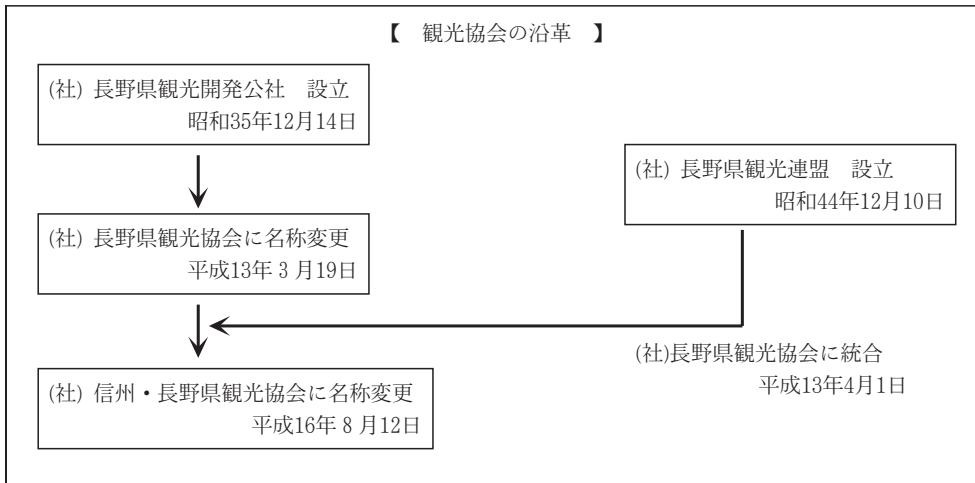 【　観光協会の沿革　】
(社) 長野県観光開発公社　設立
昭和35年12月14日
(社) 長野県観光連盟　設立
昭和44年12月10日
(社) 長野県観光協会に名称変更
平成13年 3 月19日
(社)長野県観光協会に統合
平成13年4月1日
(社) 信州・長野県観光協会に名称変更
平成16年 8 月12日